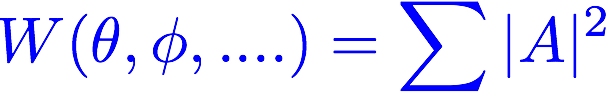 W(θ, ϕ, ....) = ∑ |A|²